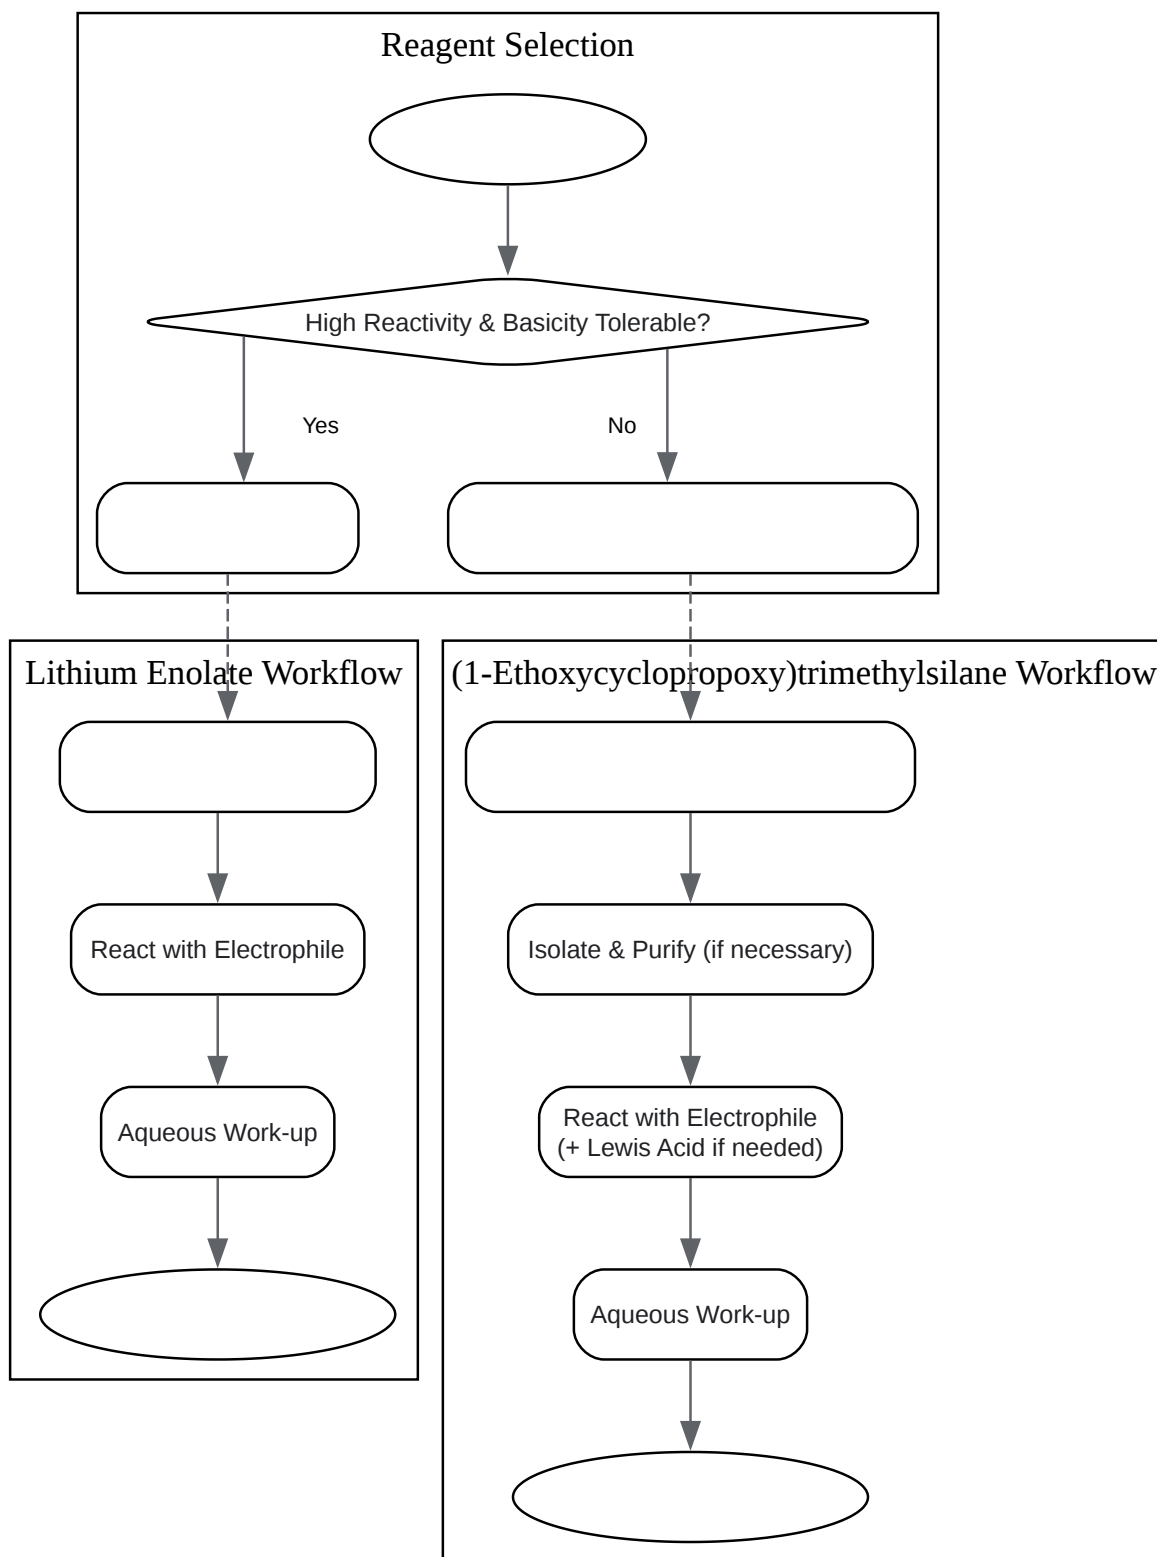 Reagent Selection
High Reactivity & Basicity Tolerable?
Yes
No
Lithium Enolate Workflow
(1-Ethoxycyclopropoxy)trimethylsilane Workflow
React with Electrophile
Isolate & Purify (if necessary)
Aqueous Work-up
React with Electrophile
(+ Lewis Acid if needed)
Aqueous Work-up